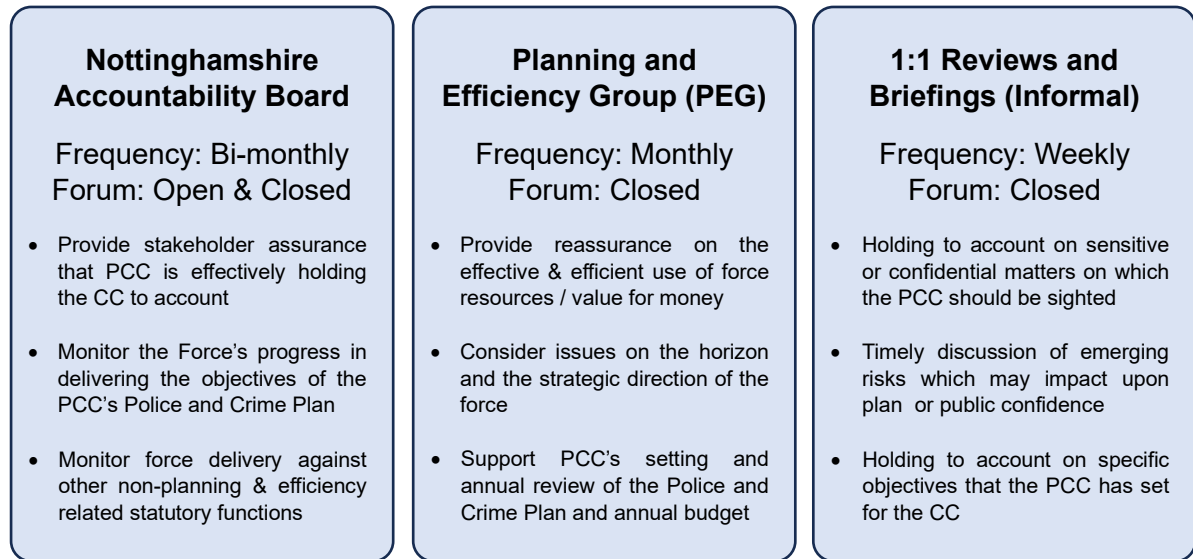 Nottinghamshire
Accountability Board
Frequency: Bi-monthly
Forum: Open & Closed
• Provide stakeholder assurance
that PCC is effectively holding
the CC to account
• Monitor the Force's progress in
delivering the objectives of the
PCC's Police and Crime Plan
• Monitor force delivery against
other non-planning & efficiency
related statutory functions
Planning and
Efficiency Group (PEG)
Frequency: Monthly
Forum: Closed
• Provide reassurance on the
effective & efficient use of force
resources / value for money
• Consider issues on the horizon
and the strategic direction of the
force
• Support PCC's setting and
annual review of the Police and
Crime Plan and annual budget
1:1 Reviews and
Briefings (Informal)
Frequency: Weekly
Forum: Closed
• Holding to account on sensitive
or confidential matters on which
the PCC should be sighted
• Timely discussion of emerging
risks which may impact upon
plan or public confidence
• Holding to account on specific
objectives that the PCC has set
for the CC